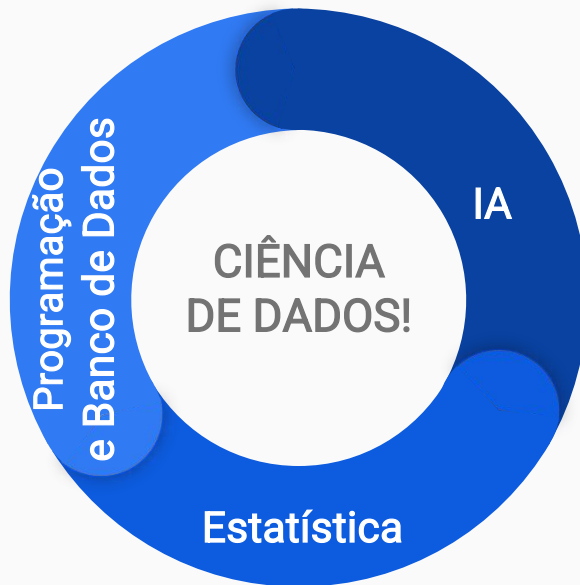 Programação
e Banco de Dados
IA
CIÊNCIA
DE DADOS!
Estatística